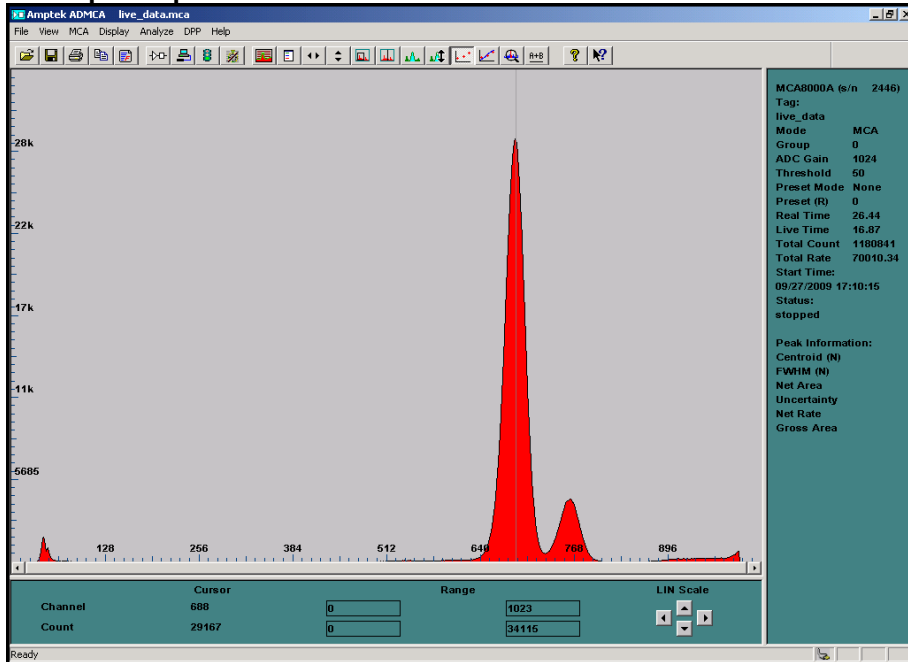 Amptek ADMCA live_data.mca
File View MCA Display Analyze DPP Help
A+B
28k
22k
17k
11k
5685
128 256 384 512 640 768 896
MCA8000A (s/n 2446)
Tag:
live_data
Mode MCA
Group 0
ADC Gain 1024
Threshold 50
Preset Mode None
Preset (R) 0
Real Time 26.44
Live Time 16.87
Total Count 1180841
Total Rate 70010.34
Start Time:
09/27/2009 17:10:15
Status:
stopped
Peak Information:
Centroid (N)
FWHM (N)
Net Area
Uncertainty
Net Rate
Gross Area
Cursor Range LIN Scale
Channel 688 0 1023
Count 29167 0 34115
Ready